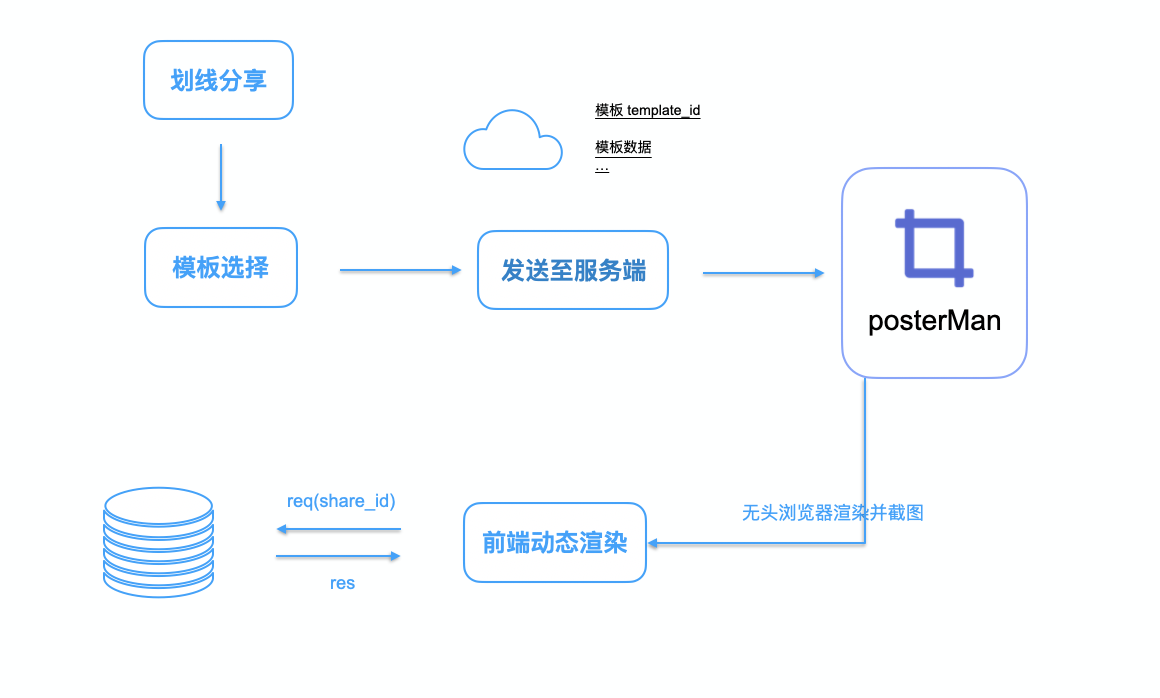 划线分享
模板 template_id
模板数据
...
模板选择
发送至服务端
posterMan
req(share_id)
前端动态渲染
无头浏览器渲染并截图
res